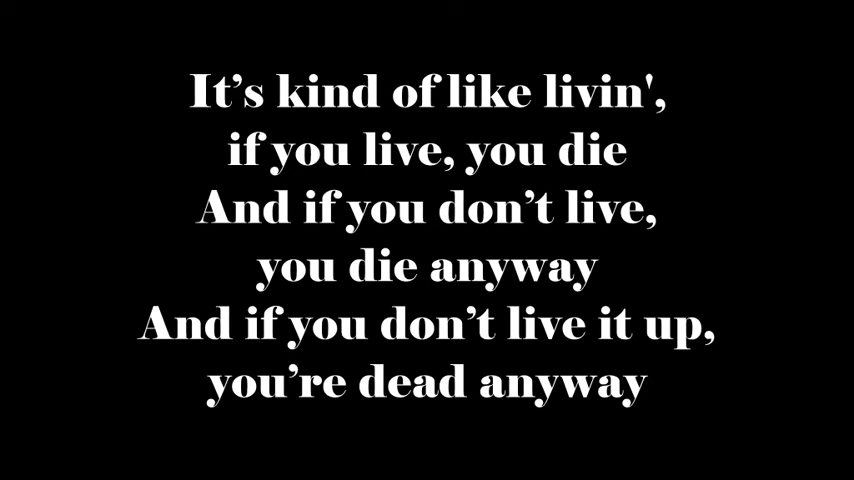 It’s kind of like livin',
if you live, you die
And if you don’t live,
you die anyway
And if you don’t live it up,
you’re dead anyway